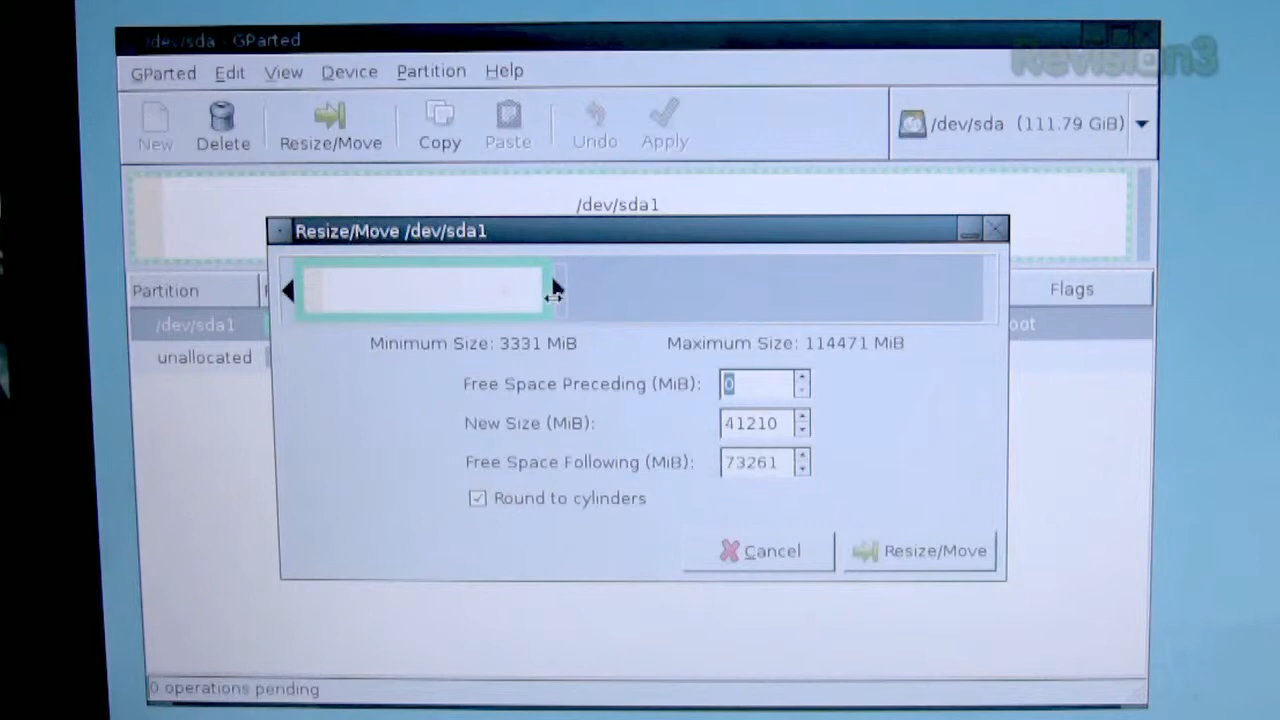 /dev/sda - GParted
Revision3
GParted Edit View Device Partition Help
New Delete Resize/Move Copy Paste Undo Apply
/dev/sda (111.79 GiB)
/dev/sda1
Resize/Move /dev/sda1
Partition
Flags
/dev/sda1
unallocated
Minimum Size: 3331 MiB Maximum Size: 114471 MiB
Free Space Preceding (MiB): 0
New Size (MiB): 41210
Free Space Following (MiB): 73261
Round to cylinders
Cancel Resize/Move
0 operations pending